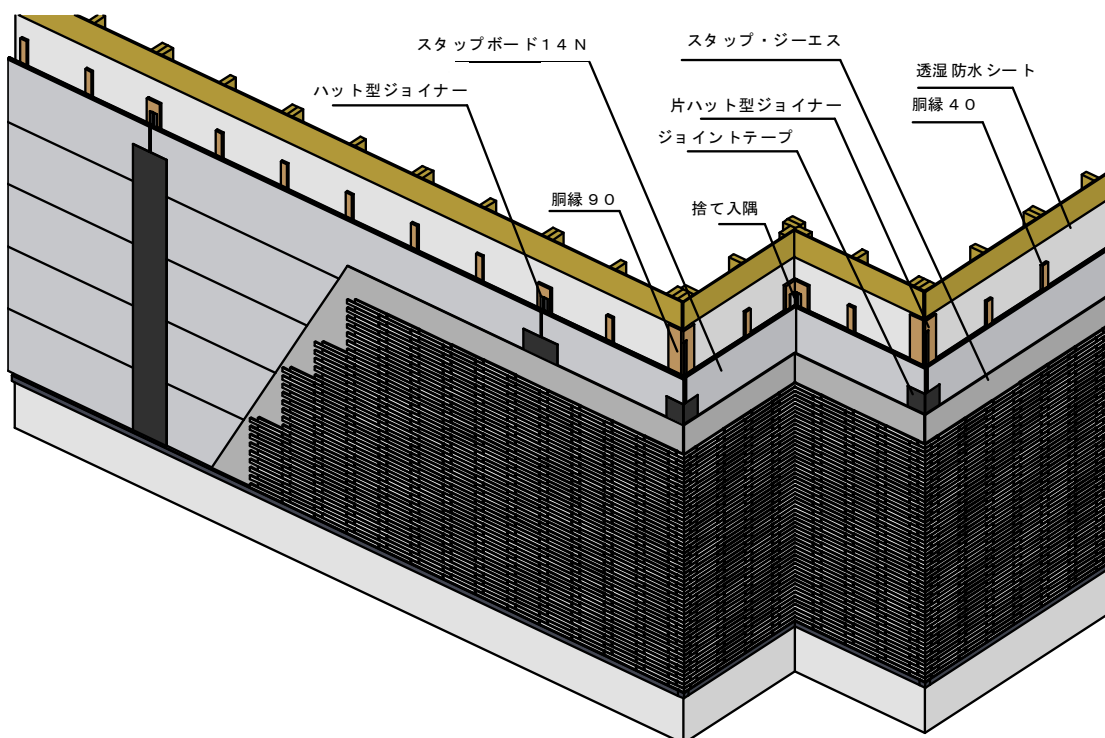 スタップボード１４Ｎ
スタップ・ジーエス
透湿防水シート
ハット型ジョイナー
片ハット型ジョイナー
胴縁４０
ジョイントテープ
胴縁９０
捨て入隅